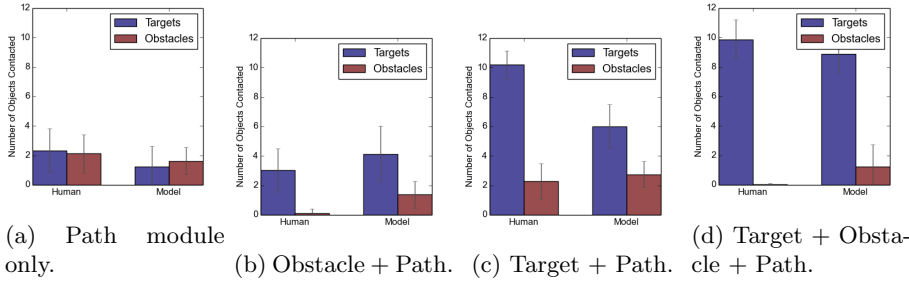 Number of Objects Contacted
12
10
8
6
4
2
0
Targets
Obstacles
Human
Model
(a) Path module
only.
Number of Objects Contacted
12
10
8
6
4
2
0
Targets
Obstacles
Human
Model
(b) Obstacle + Path.
Number of Objects Contacted
12
10
8
6
4
2
0
Targets
Obstacles
Human
Model
(c) Target + Path.
Number of Objects Contacted
12
10
8
6
4
2
0
Targets
Obstacles
Human
Model
(d) Target + Obsta-
cle + Path.